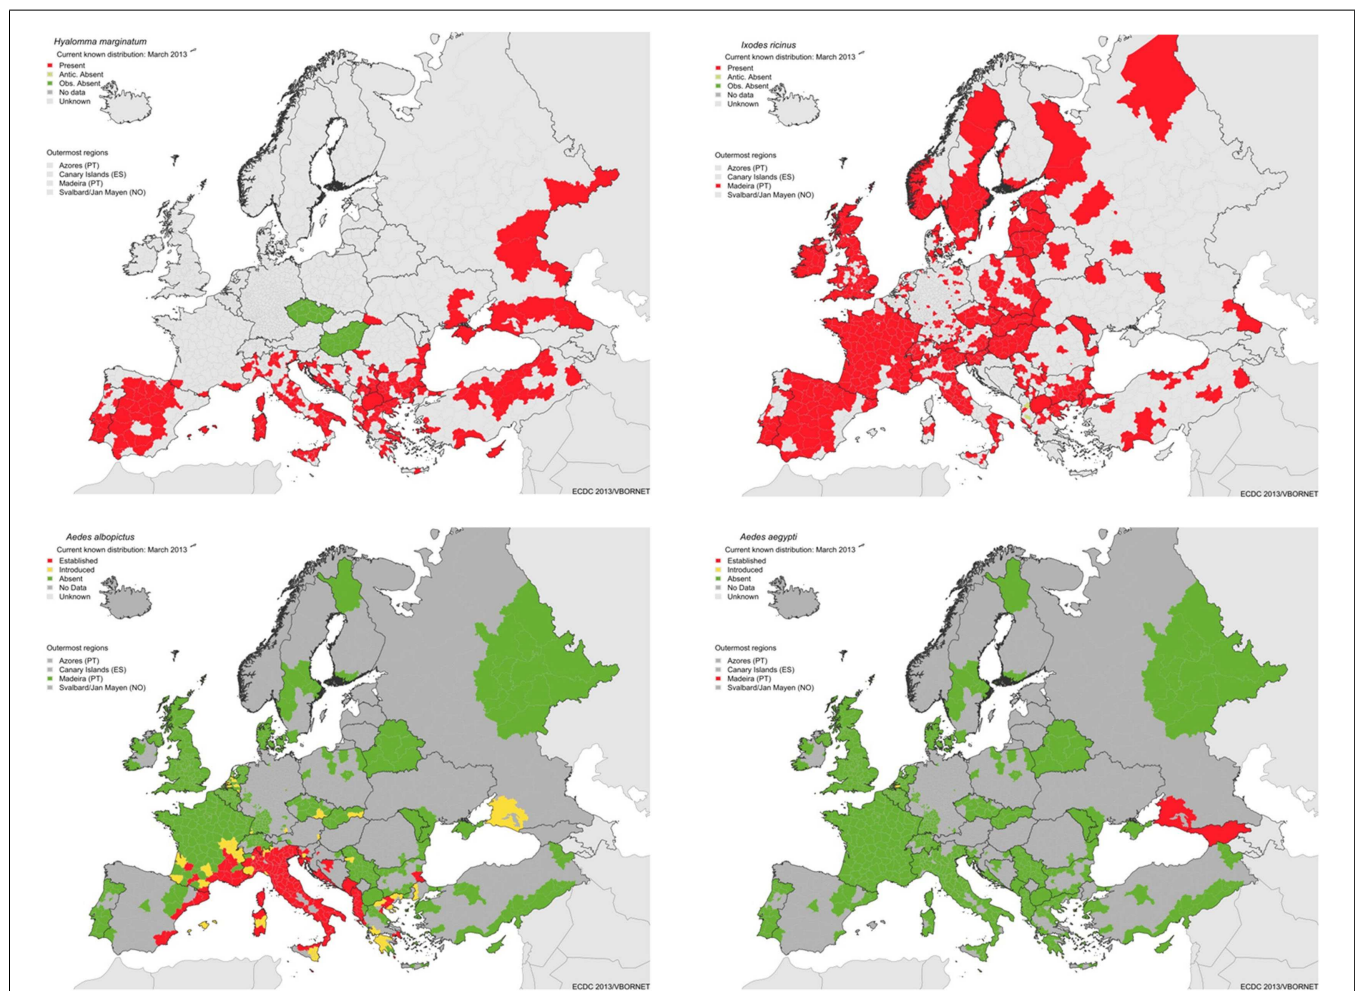 Hyalomma marginatum
Current known distribution: March 2013
Present
Antic. Absent
Obs. Absent
No data
Unknown
Outermost regions
Azores (PT)
Canary Islands (ES)
Madeira (PT)
Svalbard/Jan Mayen (NO)
ECDC 2013/VBORNET
Ixodes ricinus
Current known distribution: March 2013
Present
Antic. Absent
Obs. Absent
No data
Unknown
Outermost regions
Azores (PT)
Canary Islands (ES)
Madeira (PT)
Svalbard/Jan Mayen (NO)
ECDC 2013/VBORNET
Aedes albopictus
Current known distribution: March 2013
Established
Introduced
Absent
No Data
Unknown
Outermost regions
Azores (PT)
Canary Islands (ES)
Madeira (PT)
Svalbard/Jan Mayen (NO)
ECDC 2013/VBORNET
Aedes aegypti
Current known distribution: March 2013
Established
Introduced
Absent
No Data
Unknown
Outermost regions
Azores (PT)
Canary Islands (ES)
Madeira (PT)
Svalbard/Jan Mayen (NO)
ECDC 2013/VBORNET